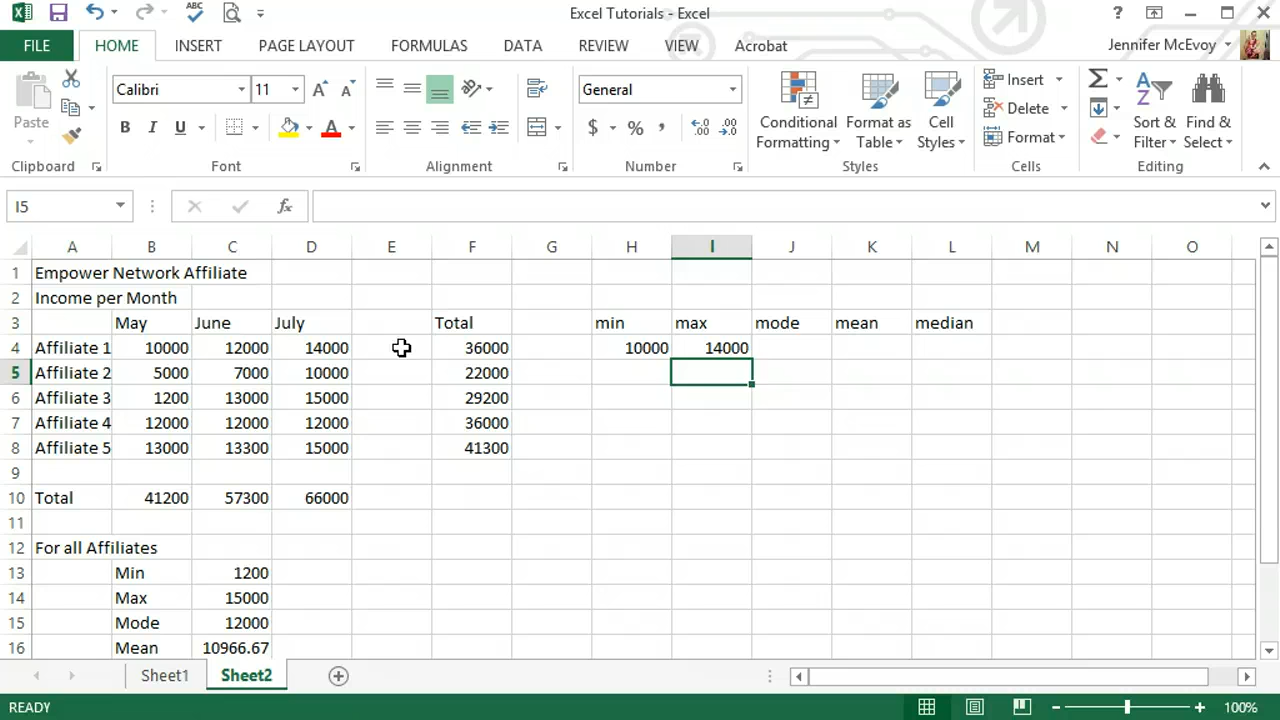 Excel Tutorials - Excel
?
FILE HOME INSERT PAGE LAYOUT FORMULAS DATA REVIEW VIEW Acrobat Jennifer McEvoy
Paste
Calibri 11
B I U A
General
$ % ,
Conditional Formatting
Format as Table
Cell Styles
Insert
Delete
Format
Sort & Filter
Find & Select
Clipboard Font Alignment Number Styles Cells Editing
I5 fx
A B C D E F G H I J K L M N O
1 Empower Network Affiliate
2 Income per Month
3 May June July Total min max mode mean median
4 Affiliate 1 10000 12000 14000 36000 10000 14000
5 Affiliate 2 5000 7000 10000 22000
6 Affiliate 3 1200 13000 15000 29200
7 Affiliate 4 12000 12000 12000 36000
8 Affiliate 5 13000 13300 15000 41300
9
10 Total 41200 57300 66000
11
12 For all Affiliates
13 Min 1200
14 Max 15000
15 Mode 12000
16 Mean 10966.67
Sheet1 Sheet2
READY 100%